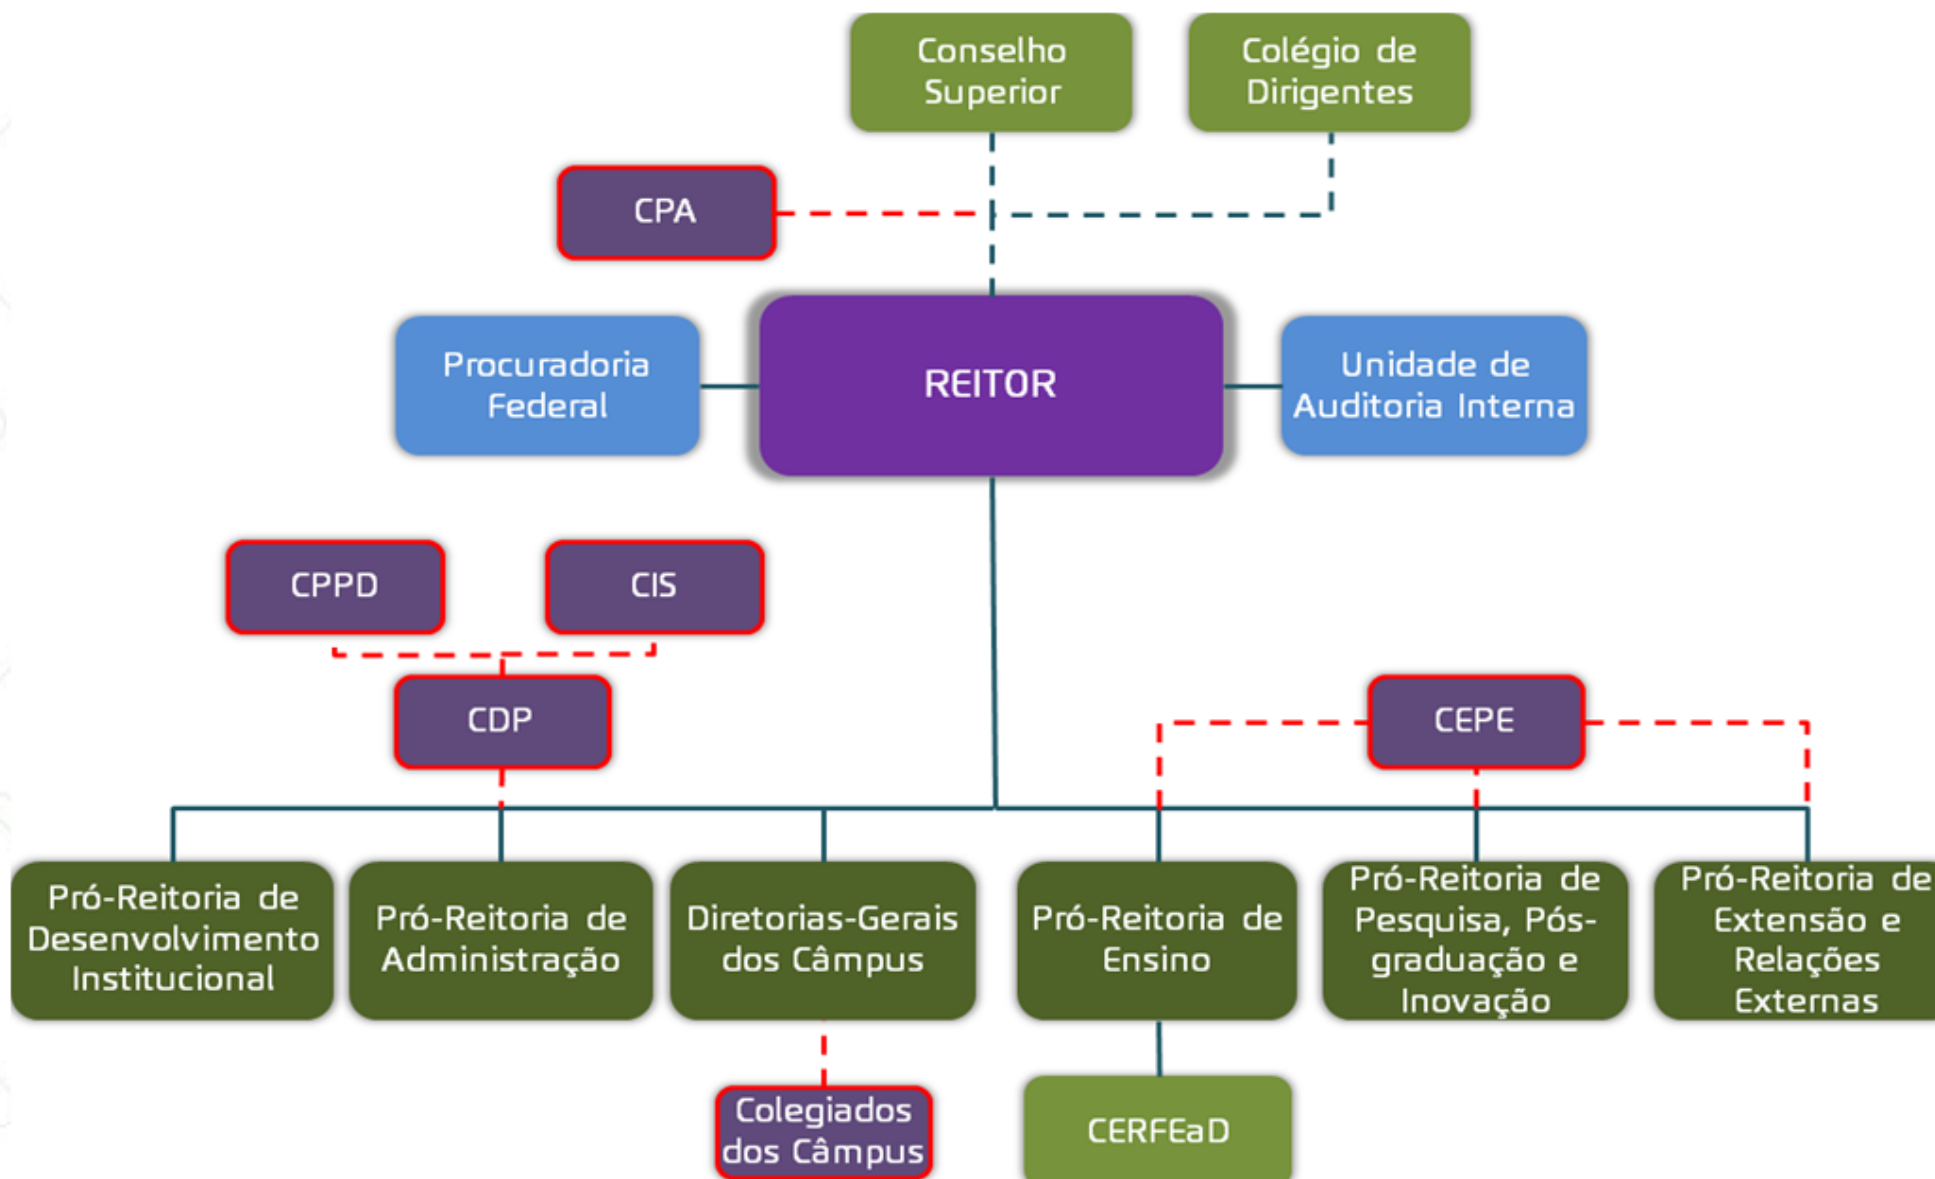 Conselho
Superior
Colégio de
Dirigentes
CPA
Procuradoria
Federal
REITOR
Unidade de
Auditoria Interna
CPPD
CIS
CDP
CEPE
Pró-Reitoria de
Desenvolvimento
Institucional
Pró-Reitoria de
Administração
Diretorias-Gerais
dos Câmpus
Pró-Reitoria de
Ensino
Pró-Reitoria de
Pesquisa, Pós-
graduação e
Inovação
Pró-Reitoria de
Extensão e
Relações
Externas
Colegiados
dos Câmpus
CERFEaD